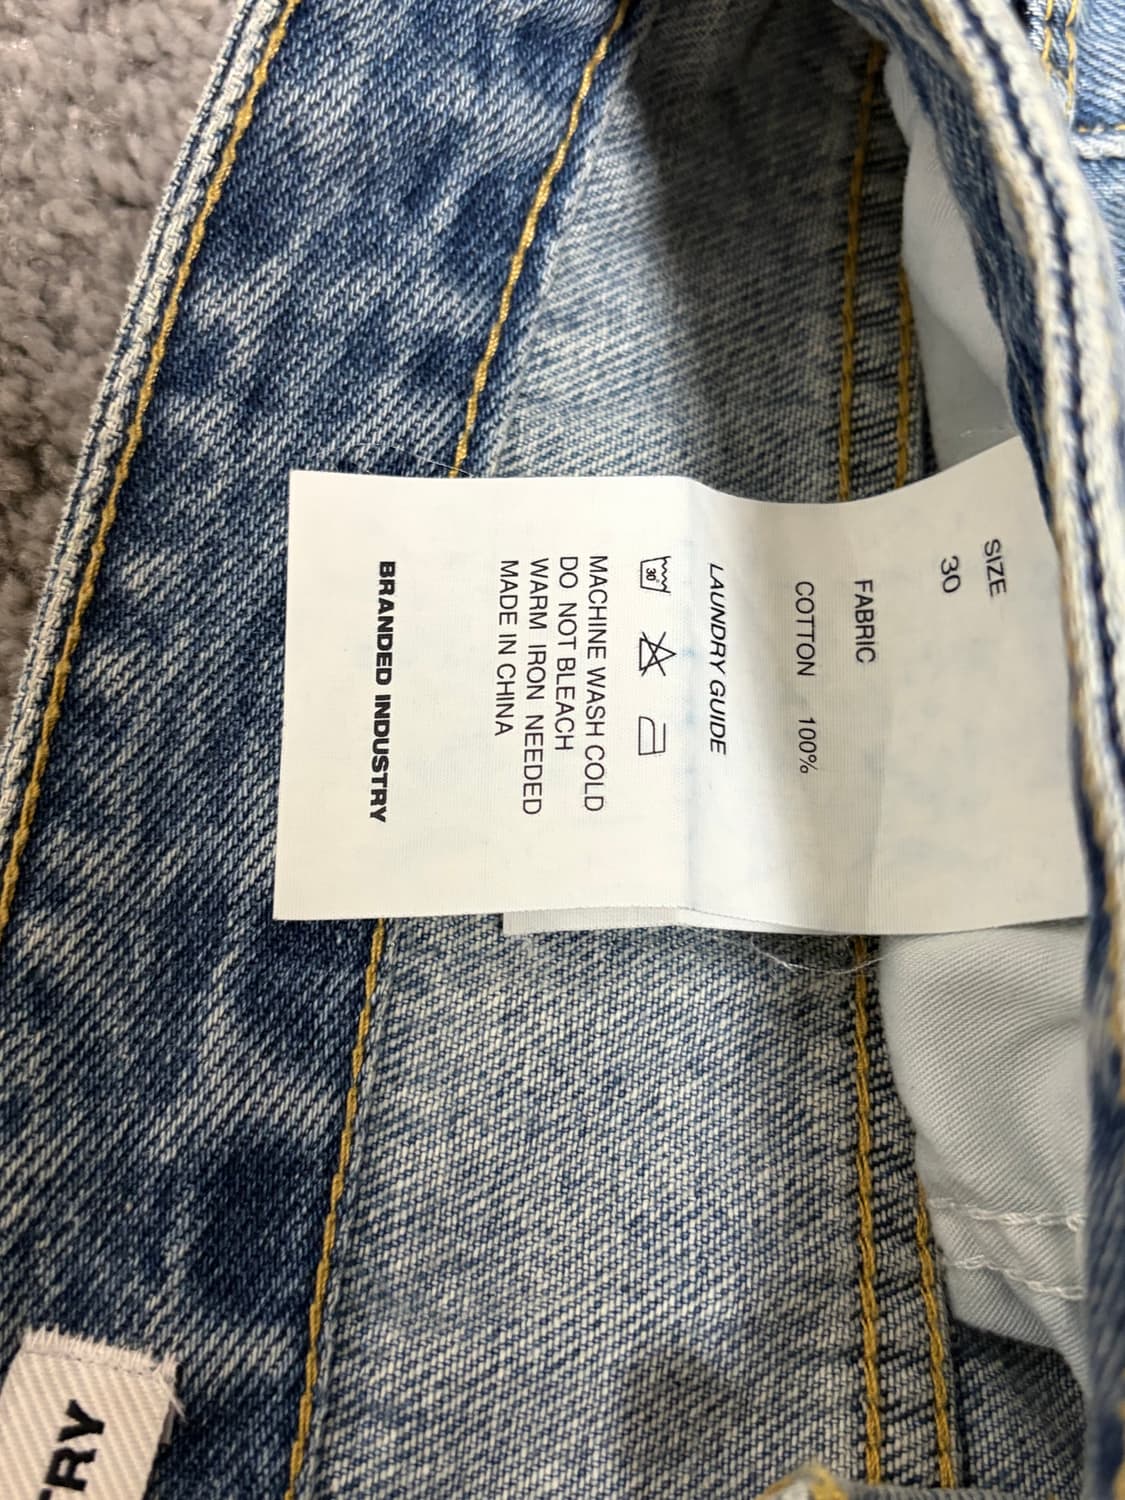 SIZE
30
FABRIC
COTTON 100%
LAUNDRY GUIDE
30
MACHINE WASH COLD
DO NOT BLEACH
WARM IRON NEEDED
MADE IN CHINA
BRANDED INDUSTRY
RY